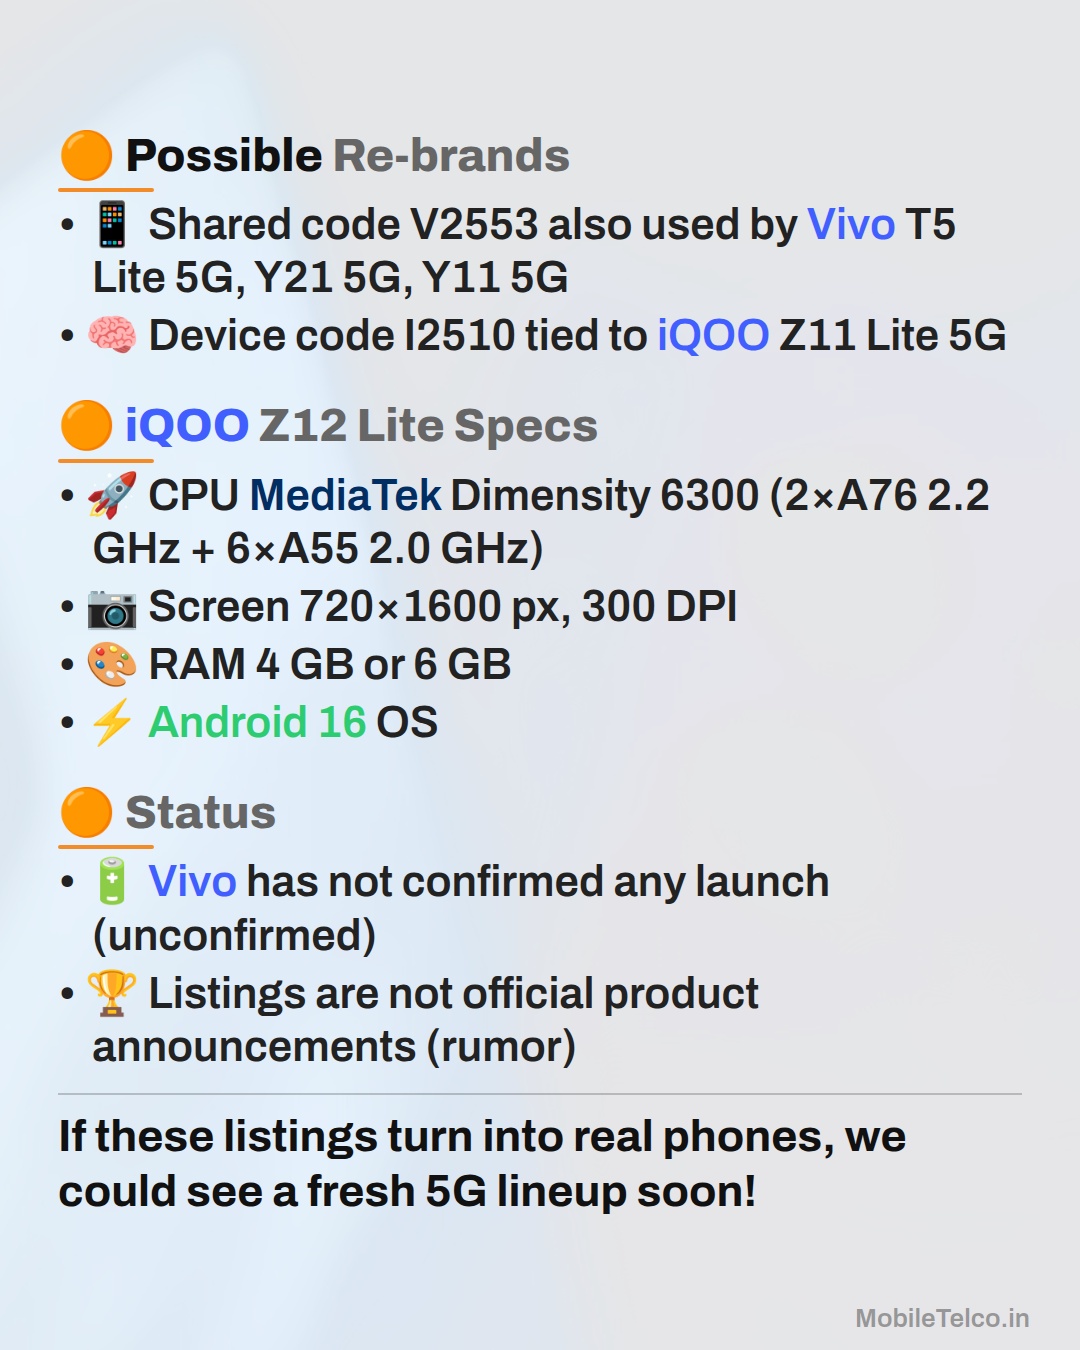 🟠 Possible Re-brands
• 📱 Shared code V2553 also used by Vivo T5
Lite 5G, Y21 5G, Y11 5G
• 🧠 Device code I2510 tied to iQOO Z11 Lite 5G
🟠 iQOO Z12 Lite Specs
• 🚀 CPU MediaTek Dimensity 6300 (2×A76 2.2
GHz + 6×A55 2.0 GHz)
• 📷 Screen 720×1600 px, 300 DPI
• 🎨 RAM 4 GB or 6 GB
• ⚡ Android 16 OS
🟠 Status
• 🔋 Vivo has not confirmed any launch
(unconfirmed)
• 🏆 Listings are not official product
announcements (rumor)
If these listings turn into real phones, we
could see a fresh 5G lineup soon!
MobileTelco.in